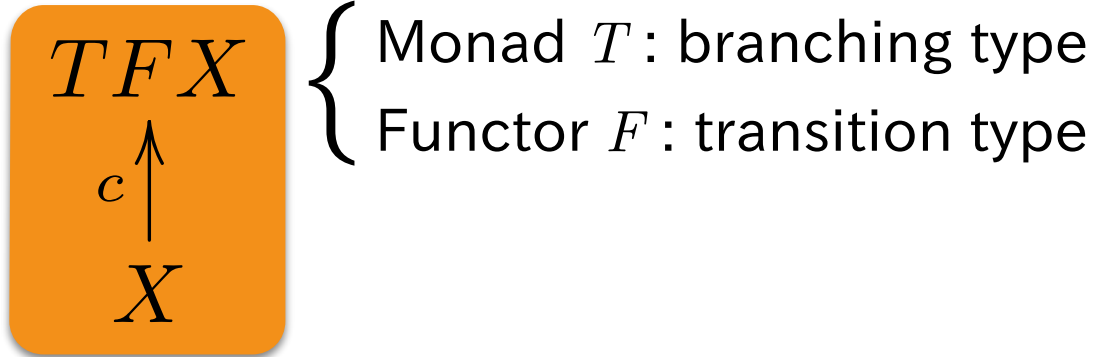 TFX
c
X
Monad T : branching type
Functor F : transition type